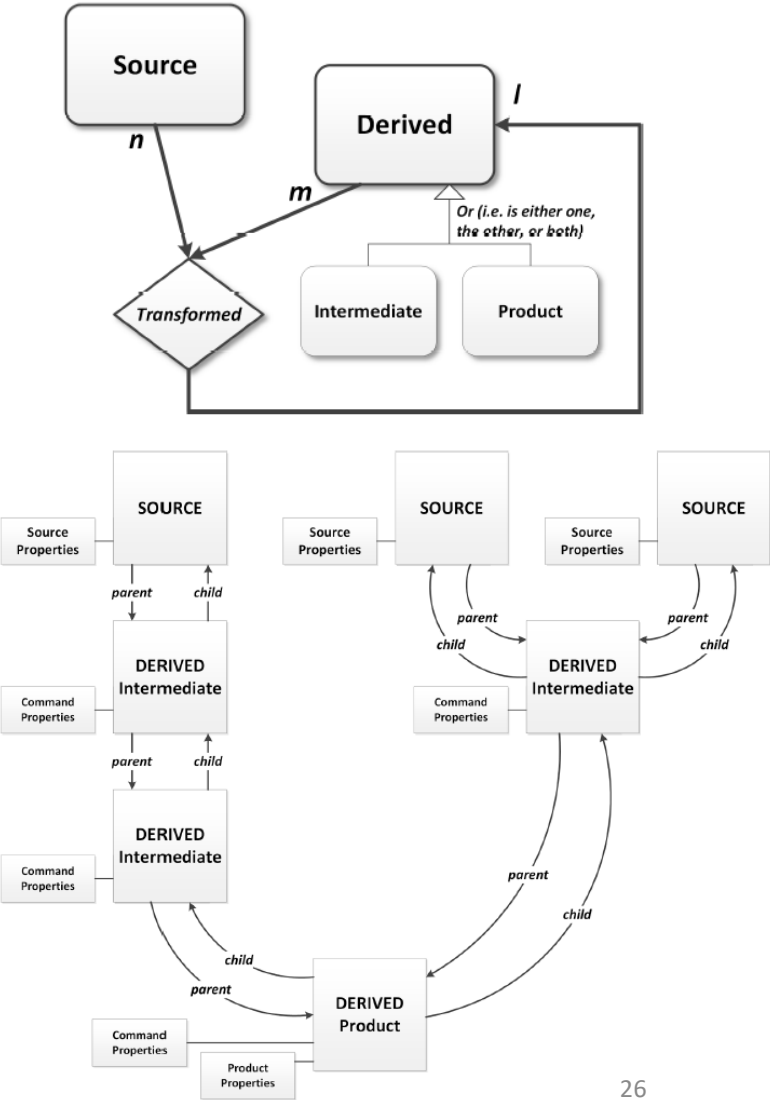 Source
Derived
l
n
m
Or (i.e. is either one,
the other, or both)
Transformed
Intermediate
Product
SOURCE
SOURCE
SOURCE
Source
Properties
Source
Properties
Source
Properties
parent
child
parent
child
parent
child
DERIVED
Intermediate
DERIVED
Intermediate
Command
Properties
Command
Properties
parent
child
DERIVED
Intermediate
Command
Properties
parent
child
child
parent
DERIVED
Product
Command
Properties
Product
Properties
26